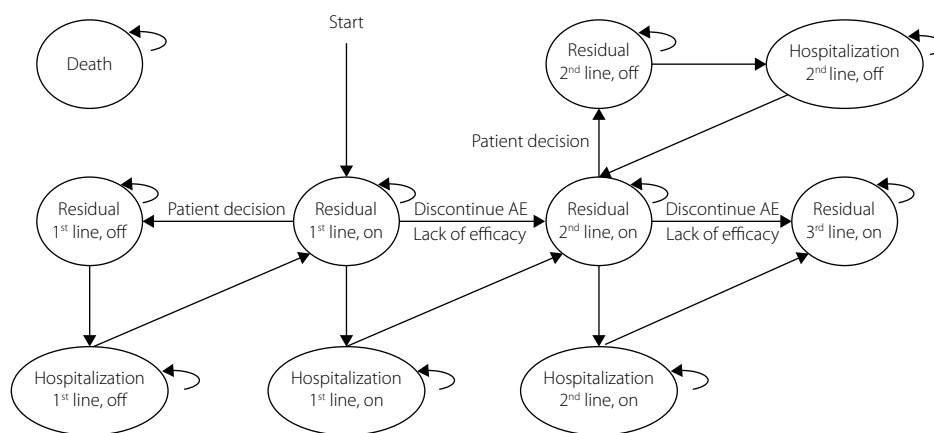 Start
Death
Residual
2nd line, off
Hospitalization
2nd line, off
Patient decision
Residual
1st line, off
Patient decision
Residual
1st line, on
Discontinue AE
Lack of efficacy
Residual
2nd line, on
Discontinue AE
Lack of efficacy
Residual
3rd line, on
Hospitalization
1st line, off
Hospitalization
1st line, on
Hospitalization
2nd line, on